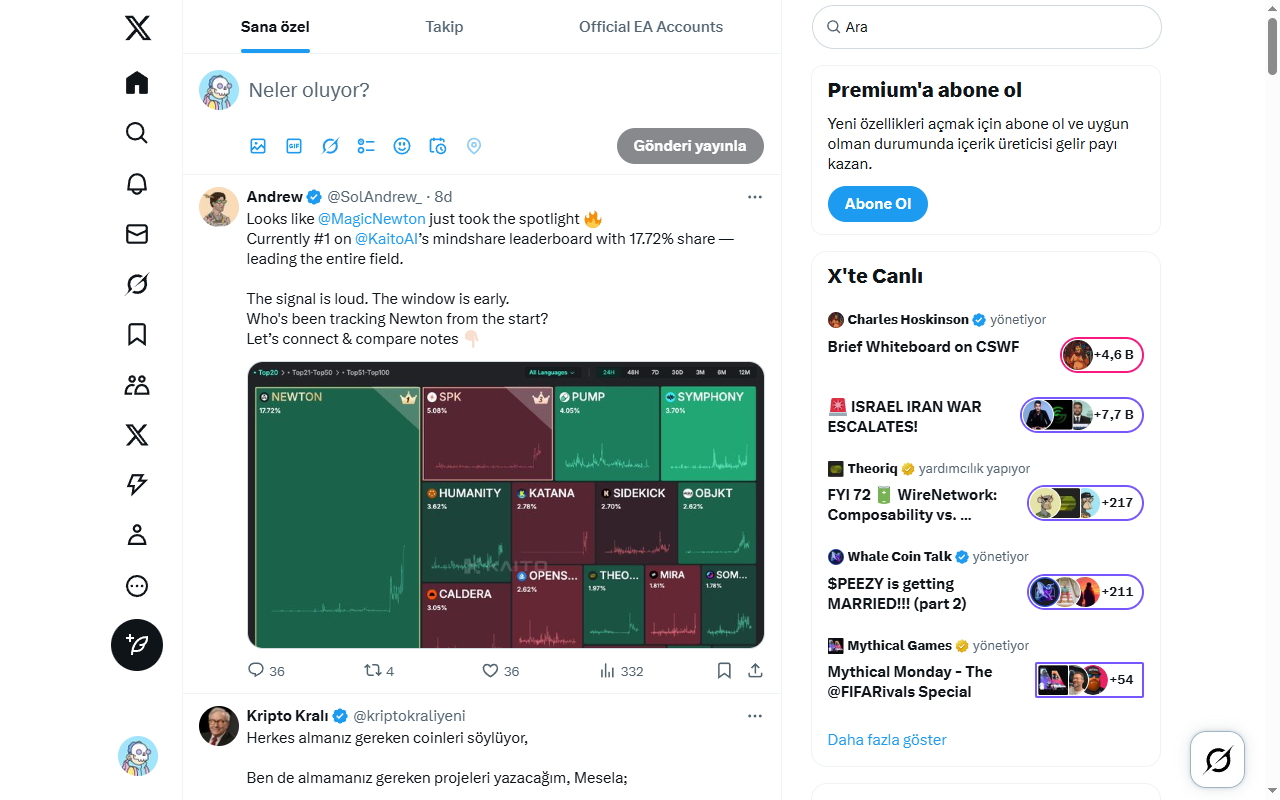 Sana özel
Takip
Official EA Accounts
Neler oluyor?
GIF
Gönderi yayınla
Andrew @SolAndrew_ · 8d
Looks like @MagicNewton just took the spotlight 🔥
Currently #1 on @KaitoAI’s mindshare leaderboard with 17.72% share —
leading the entire field.
The signal is loud. The window is early.
Who's been tracking Newton from the start?
Let’s connect & compare notes 👇🏻
• Top20 > • Top21-Top50 > • Top51-Top100
All Languages
24H 48H 7D 30D 3M 6M 12M
NEWTON
17.72%
SPK
5.08%
PUMP
4.05%
SYMPHONY
3.70%
HUMANITY
3.62%
KATANA
2.78%
SIDEKICK
2.70%
OBJKT
2.62%
KAITO
CALDERA
3.05%
OPENS...
2.62%
THEO...
1.97%
MIRA
1.81%
SOM...
1.78%
36
4
36
332
Kripto Kralı @kriptokraliyeni
Herkes almanız gereken coinleri söylüyor,
Ben de almamanız gereken projeleri yazacağım, Mesela;
Ara
Premium'a abone ol
Yeni özellikleri açmak için abone ol ve uygun
olman durumunda içerik üreticisi gelir payı
kazan.
Abone Ol
X'te Canlı
Charles Hoskinson yönetiyor
Brief Whiteboard on CSWF
+4,6 B
🚨 ISRAEL IRAN WAR
ESCALATES!
+7,7 B
Theoriq yardımcılık yapıyor
FYI 72 🔋 WireNetwork:
Composability vs. ...
+217
Whale Coin Talk yönetiyor
$PEEZY is getting
MARRIED!!! (part 2)
+211
Mythical Games yönetiyor
Mythical Monday - The
@FIFARivals Special
+54
Daha fazla göster